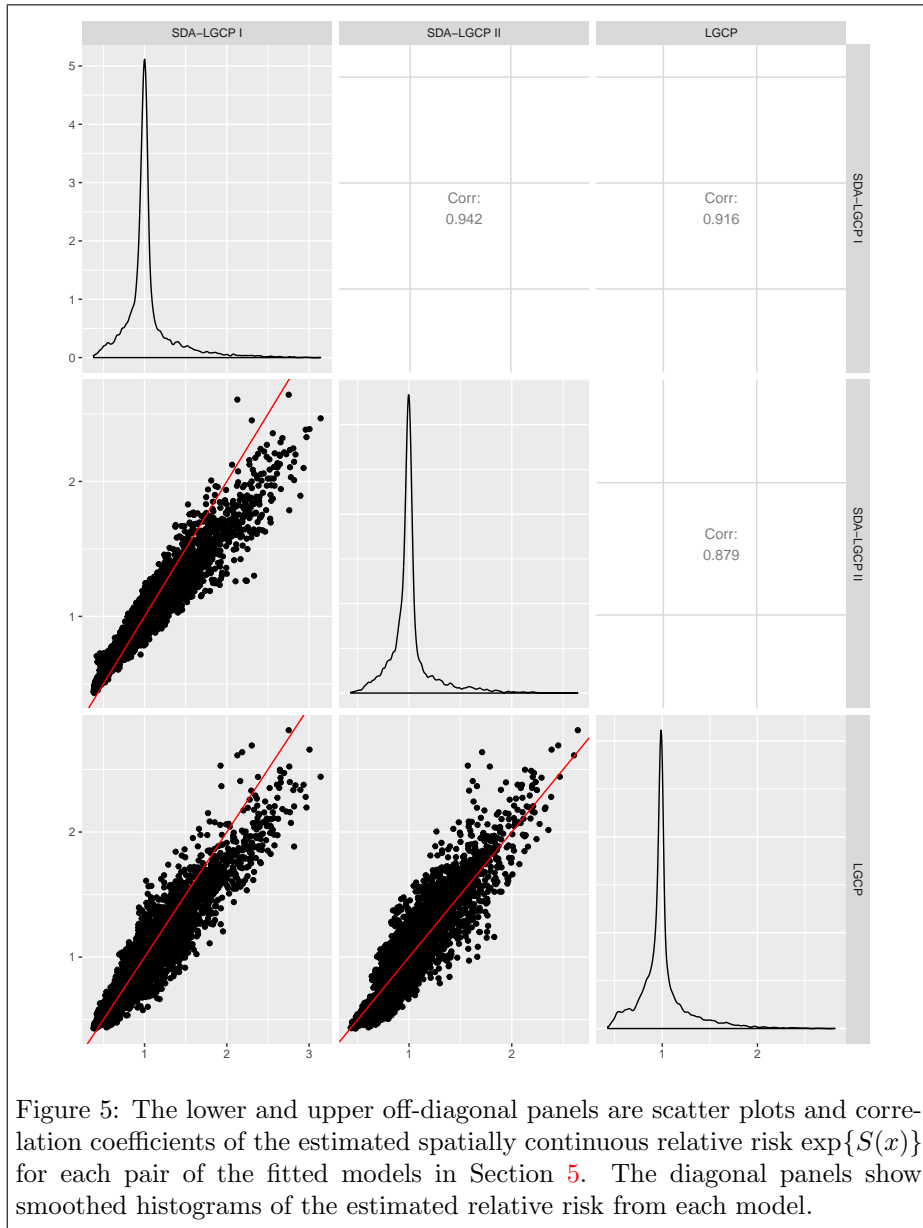 SDA−LGCP I
SDA−LGCP II
LGCP
5
4
3
2
1
0
Corr:
0.942
Corr:
0.916
SDA−LGCP I
2
1
Corr:
0.879
SDA−LGCP II
2
1
LGCP
1
2
3
1
2
1
2
Figure 5: The lower and upper off-diagonal panels are scatter plots and corre-
lation coefficients of the estimated spatially continuous relative risk exp{S(x)}
for each pair of the fitted models in Section 5. The diagonal panels show
smoothed histograms of the estimated relative risk from each model.